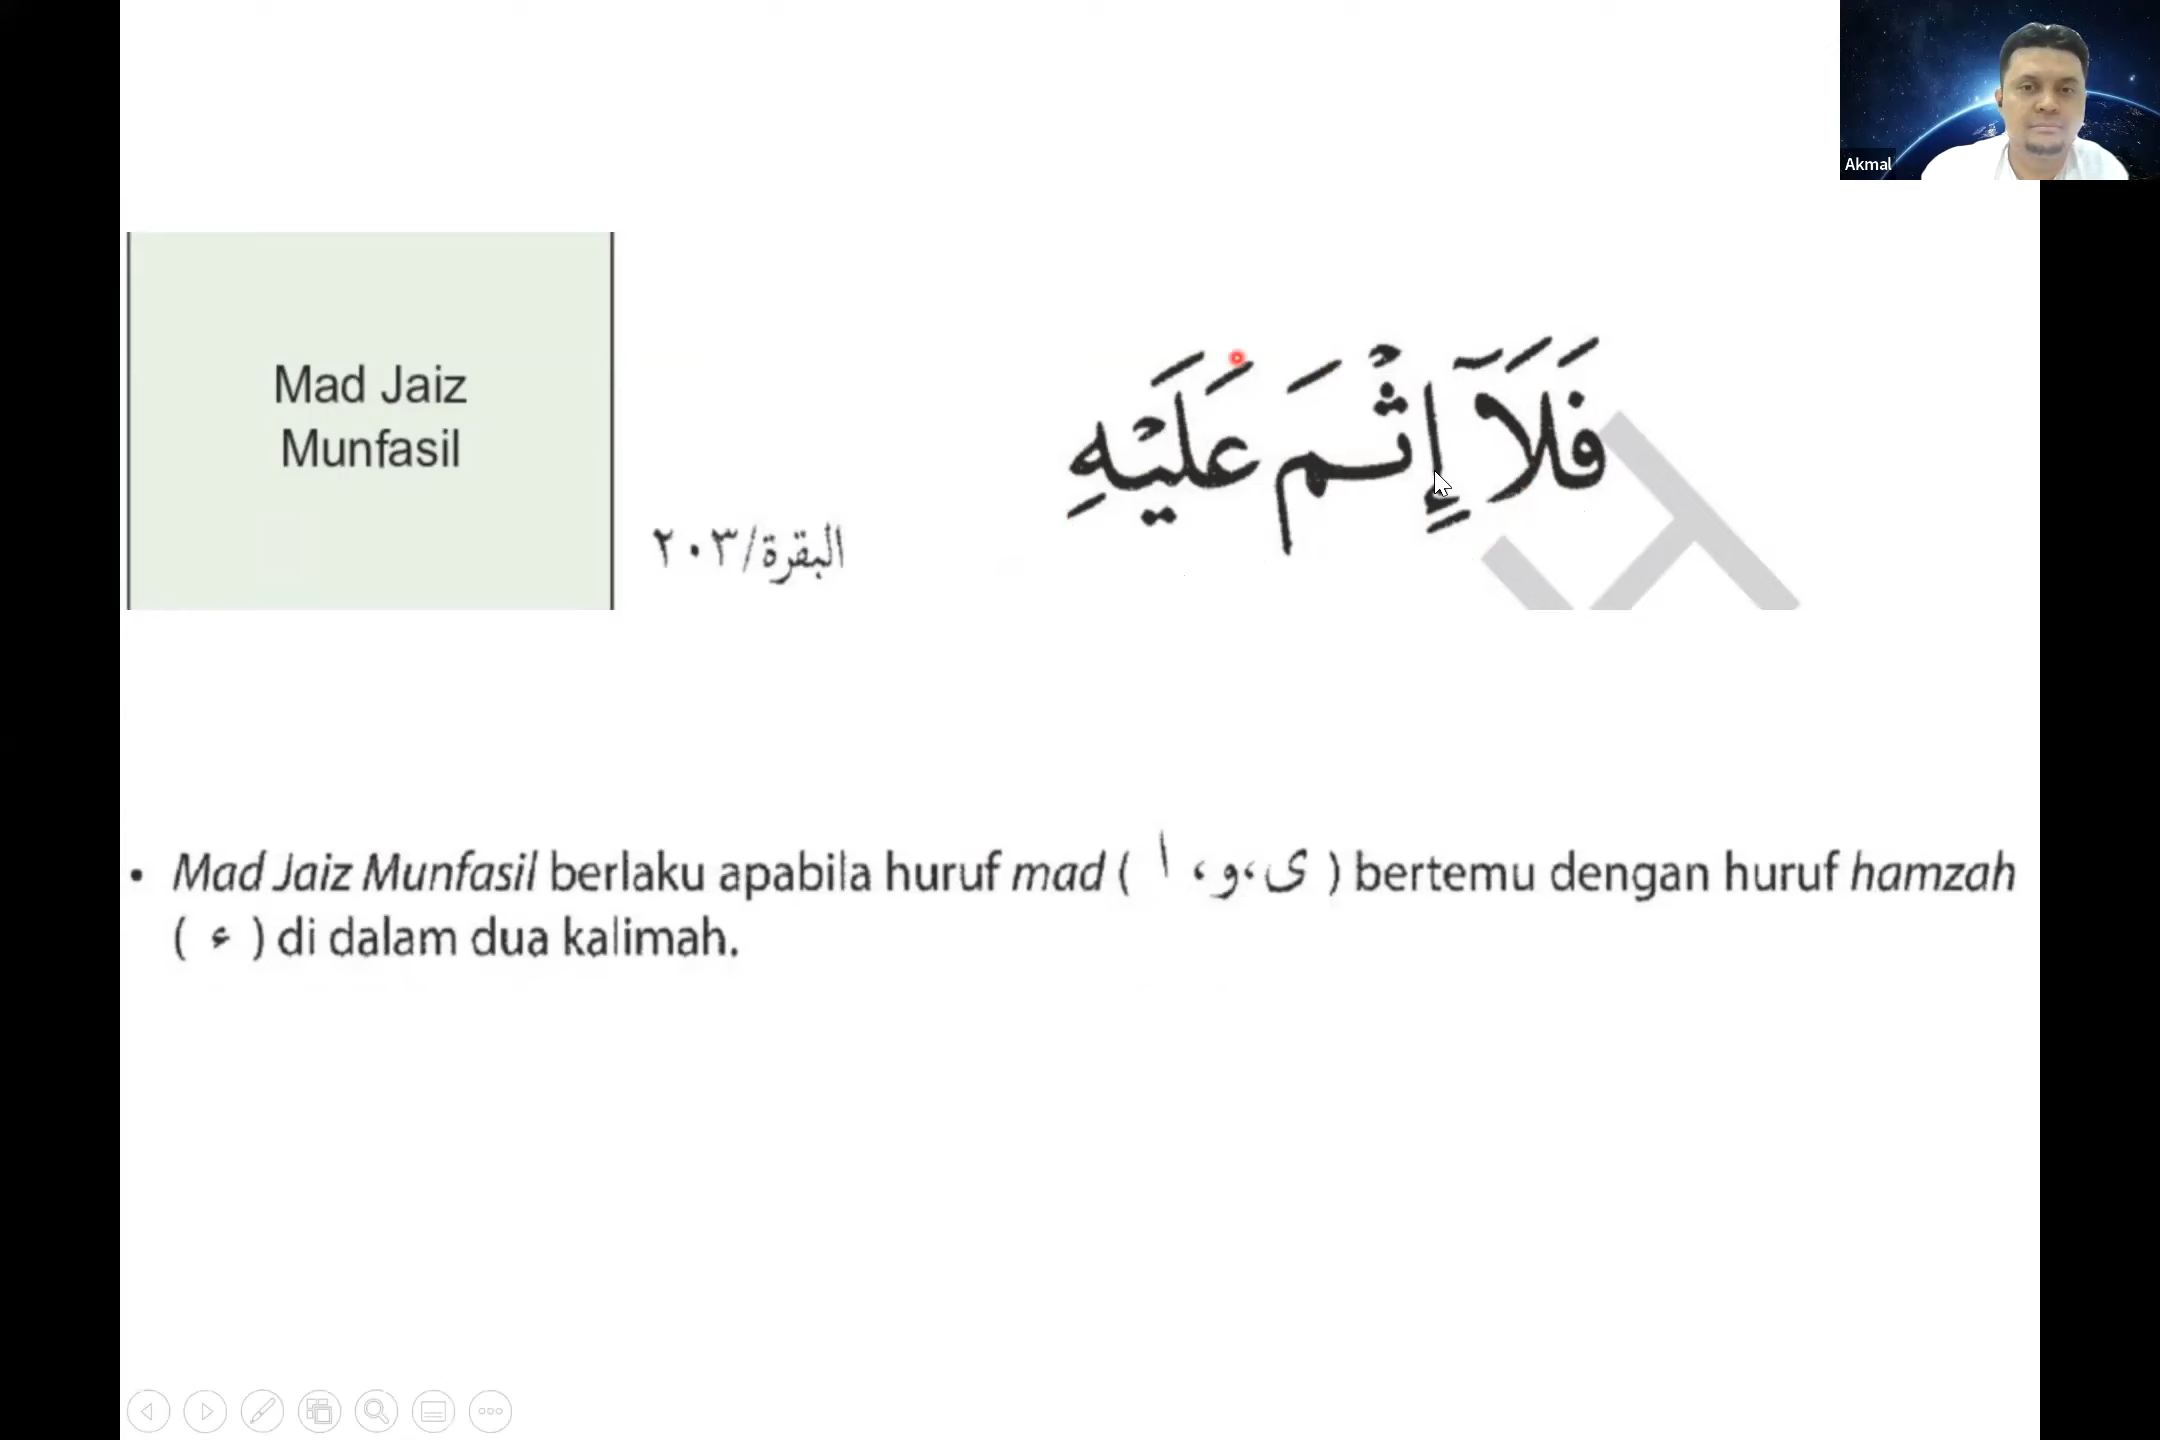 Akmal
Mad Jaiz
Munfasil
فَلَآ إِثْمَ عَلَيْهِ
البقرة/٢٠٣
• Mad Jaiz Munfasil berlaku apabila huruf mad ( ا ، و ، ى ) bertemu dengan huruf hamzah
( ء ) di dalam dua kalimah.